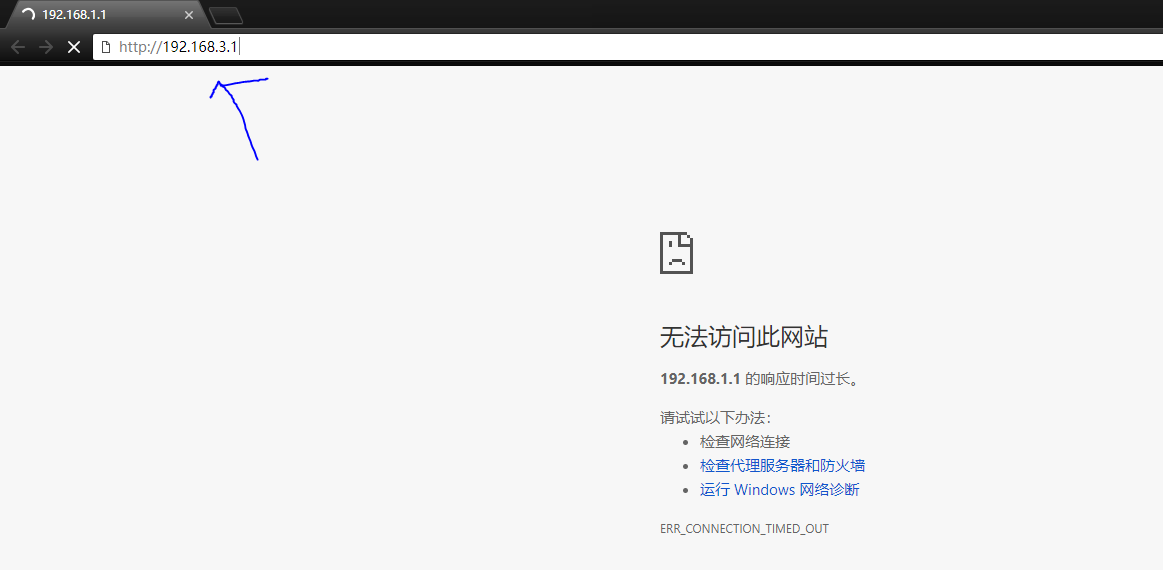 192.168.1.1
http://192.168.3.1
无法访问此网站
192.168.1.1 的响应时间过长。
请试试以下办法：
检查网络连接
检查代理服务器和防火墙
运行 Windows 网络诊断
ERR_CONNECTION_TIMED_OUT